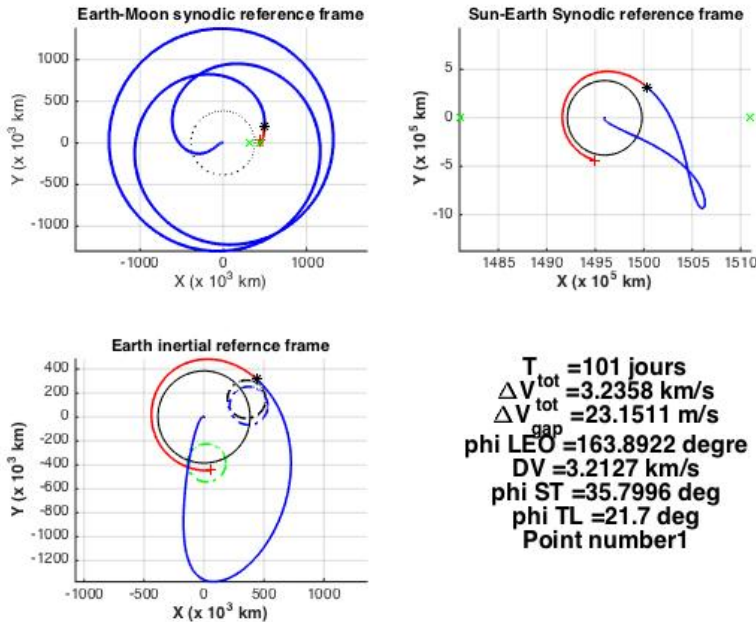 Earth-Moon synodic reference frame
Y (x 10³ km)
1000
500
0
-500
-1000
-1000 0 1000
X (x 10³ km)
Sun-Earth Synodic reference frame
Y (x 10⁵ km)
5
0
-5
-10
1485 1490 1495 1500 1505 1510
X (x 10⁵ km)
Earth inertial refernce frame
Y (x 10³ km)
400
200
0
-200
-400
-600
-800
-1000
-1200
-1000 -500 0 500 1000
X (x 10³ km)
T_tot =101 jours
ΔV_tot =3.2358 km/s
ΔV_gap =23.1511 m/s
phi LEO =163.8922 degre
DV =3.2127 km/s
phi ST =35.7996 deg
phi TL =21.7 deg
Point number1